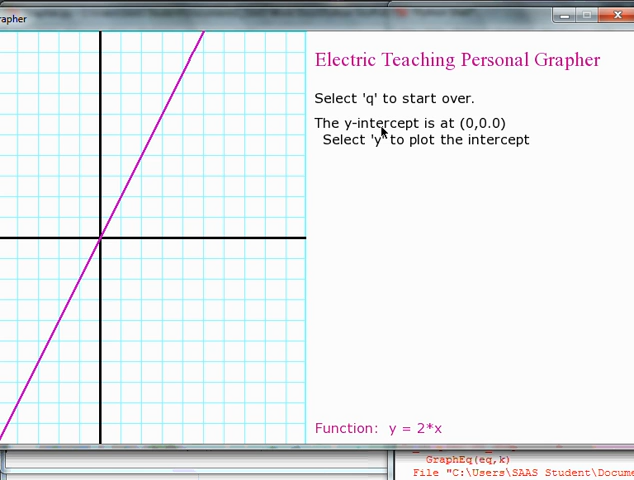 rapher
Electric Teaching Personal Grapher
Select 'q' to start over.
The y-intercept is at (0,0.0)
Select 'y' to plot the intercept
Function: y = 2*x
GraphEq(eq,k)
File "C:\Users\SAAS Student\Docume